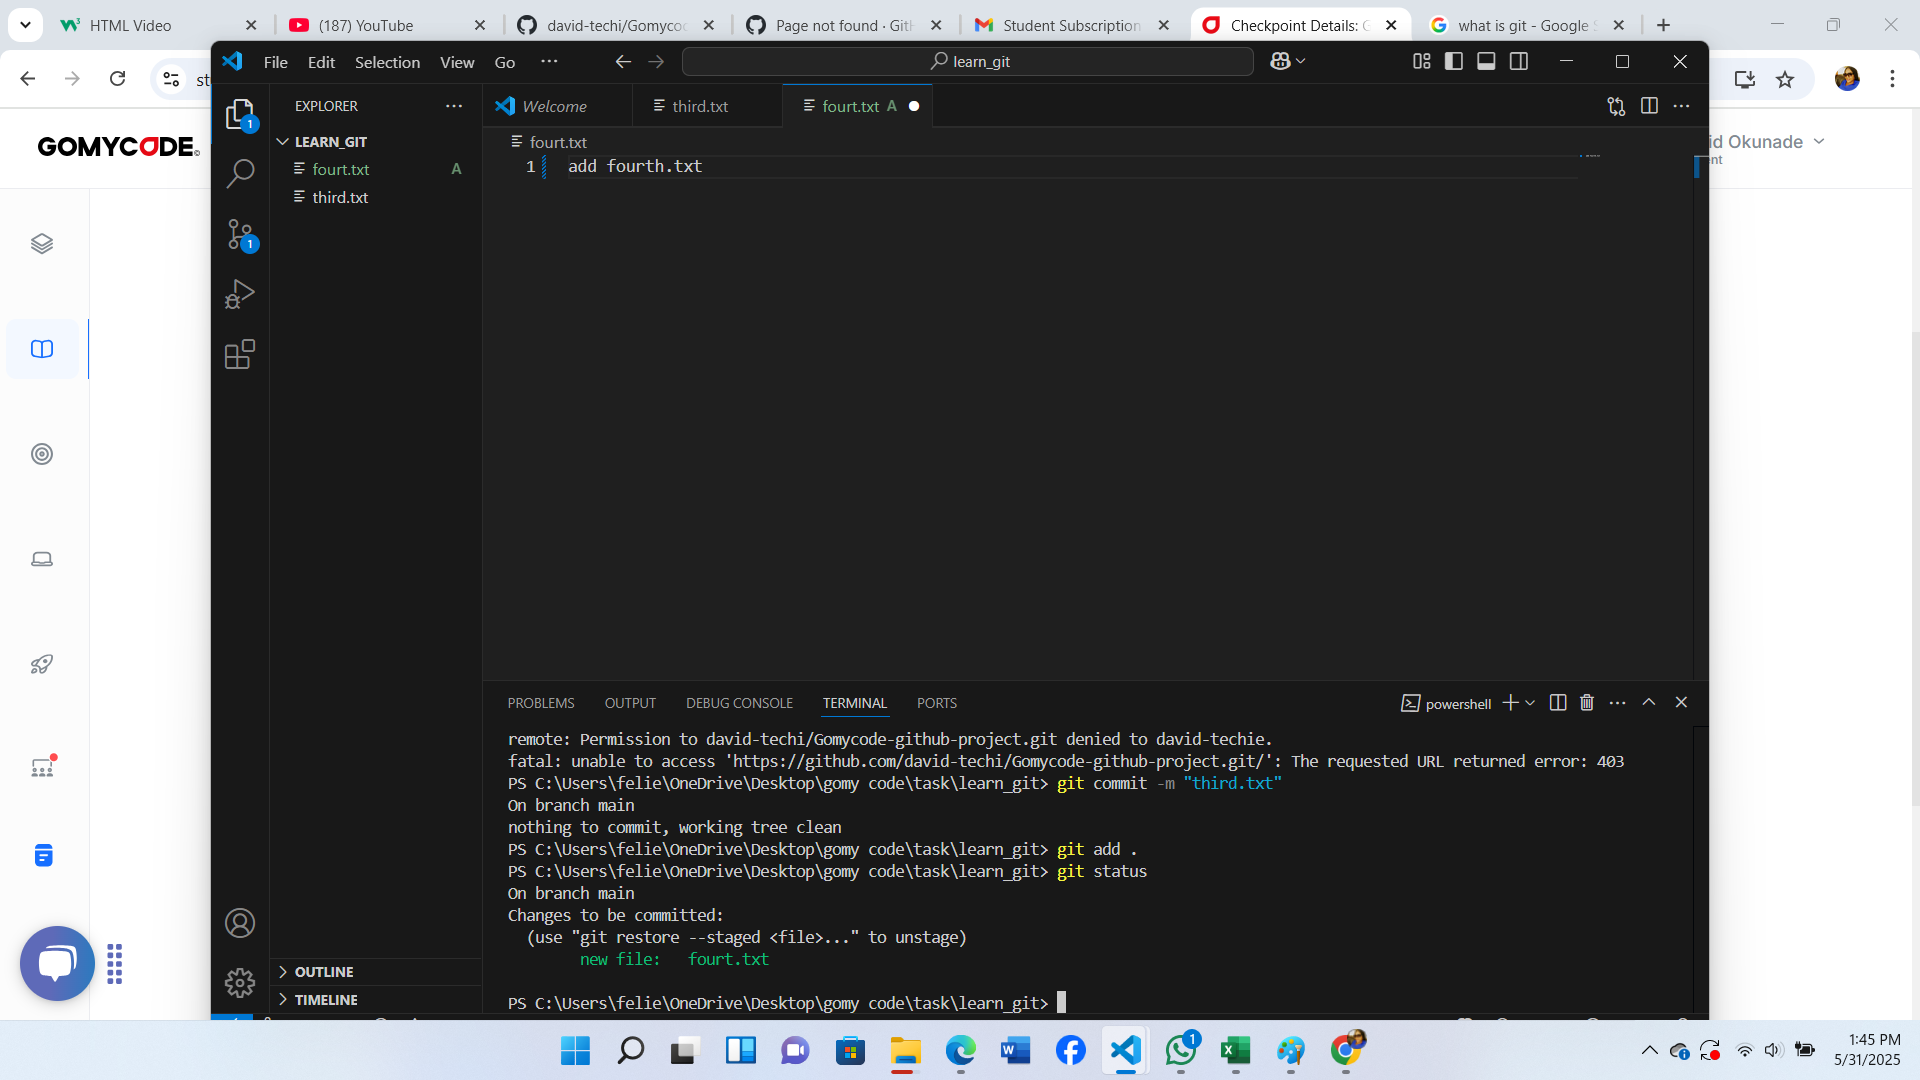 HTML Video
(187) YouTube
david-techi/Gomycoc
Page not found · GitH
Student Subscription
Checkpoint Details: G
what is git - Google S
File Edit Selection View Go
learn_git
st
GOMYCODE
id Okunade
nt
EXPLORER
Welcome
third.txt
fourt.txt A
LEARN_GIT
fourt.txt A
third.txt
fourt.txt
1 add fourth.txt
1
1
OUTLINE
TIMELINE
PROBLEMS OUTPUT DEBUG CONSOLE TERMINAL PORTS
powershell
remote: Permission to david-techi/Gomycode-github-project.git denied to david-techie.
fatal: unable to access 'https://github.com/david-techi/Gomycode-github-project.git/': The requested URL returned error: 403
PS C:\Users\felie\OneDrive\Desktop\gomy code\task\learn_git> git commit -m "third.txt"
On branch main
nothing to commit, working tree clean
PS C:\Users\felie\OneDrive\Desktop\gomy code\task\learn_git> git add .
PS C:\Users\felie\OneDrive\Desktop\gomy code\task\learn_git> git status
On branch main
Changes to be committed:
(use "git restore --staged <file>..." to unstage)
new file: fourt.txt
PS C:\Users\felie\OneDrive\Desktop\gomy code\task\learn_git>
1
1:45 PM
5/31/2025